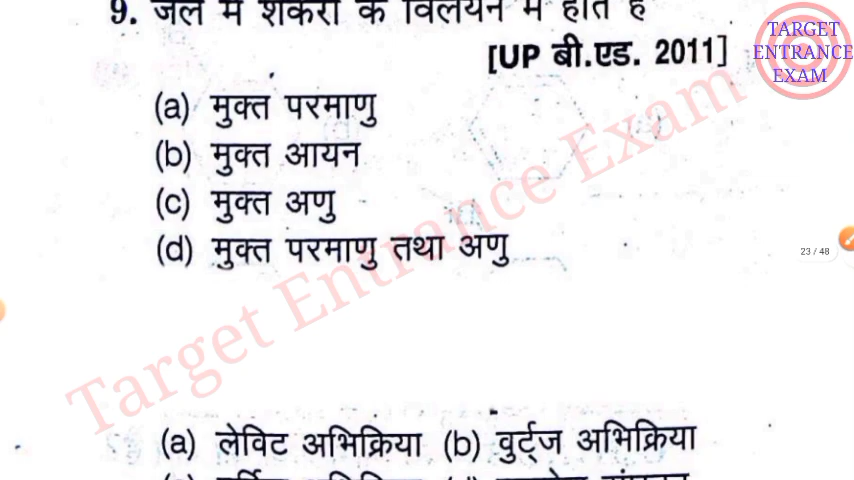 9. जल में शर्करा के विलयन में होते हैं
[UP बी.एड. 2011]
TARGET
ENTRANCE
EXAM
(a) मुक्त परमाणु
(b) मुक्त आयन
(c) मुक्त अणु
(d) मुक्त परमाणु तथा अणु
23 / 48
Target Entrance Exam
(a) लेविट अभिक्रिया (b) वुर्ट्ज अभिक्रिया